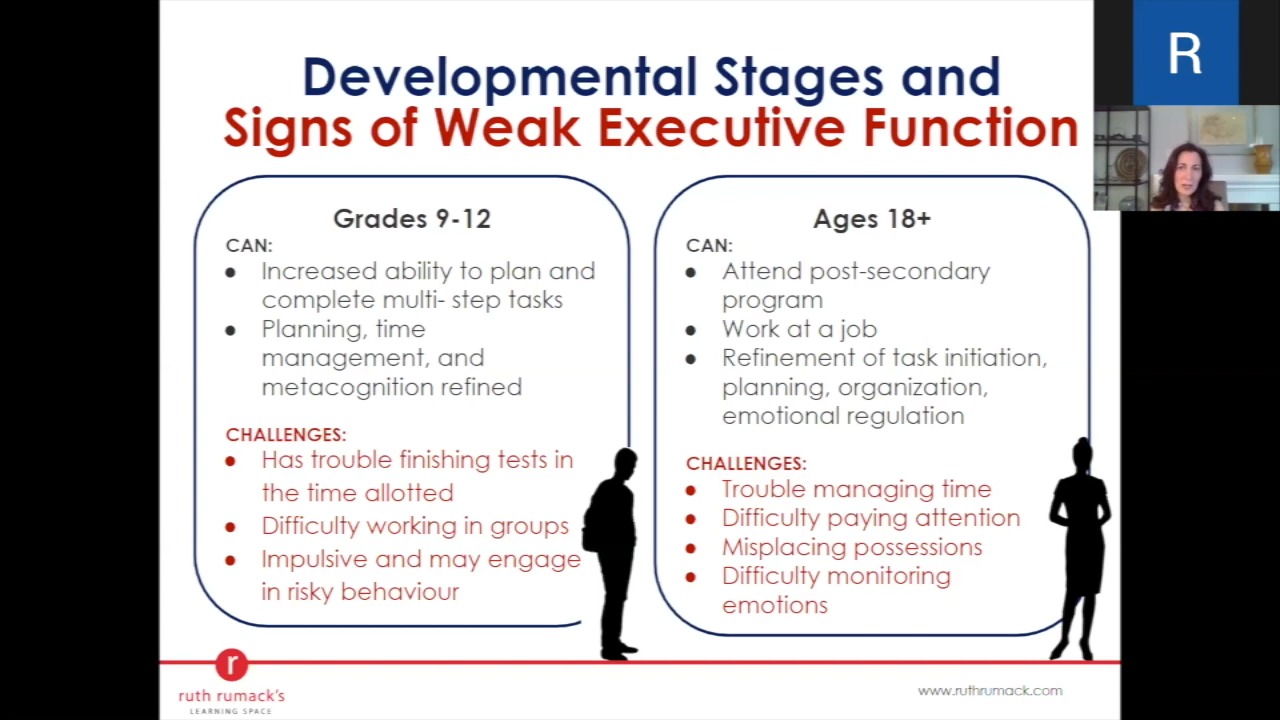 Developmental Stages and
Signs of Weak Executive Function
R
Grades 9-12
CAN:
● Increased ability to plan and
complete multi- step tasks
● Planning, time
management, and
metacognition refined
CHALLENGES:
● Has trouble finishing tests in
the time allotted
● Difficulty working in groups
● Impulsive and may engage
in risky behaviour
Ages 18+
CAN:
● Attend post-secondary
program
● Work at a job
● Refinement of task initiation,
planning, organization,
emotional regulation
CHALLENGES:
● Trouble managing time
● Difficulty paying attention
● Misplacing possessions
● Difficulty monitoring
emotions
r
ruth rumack's
LEARNING SPACE
www.ruthrumack.com